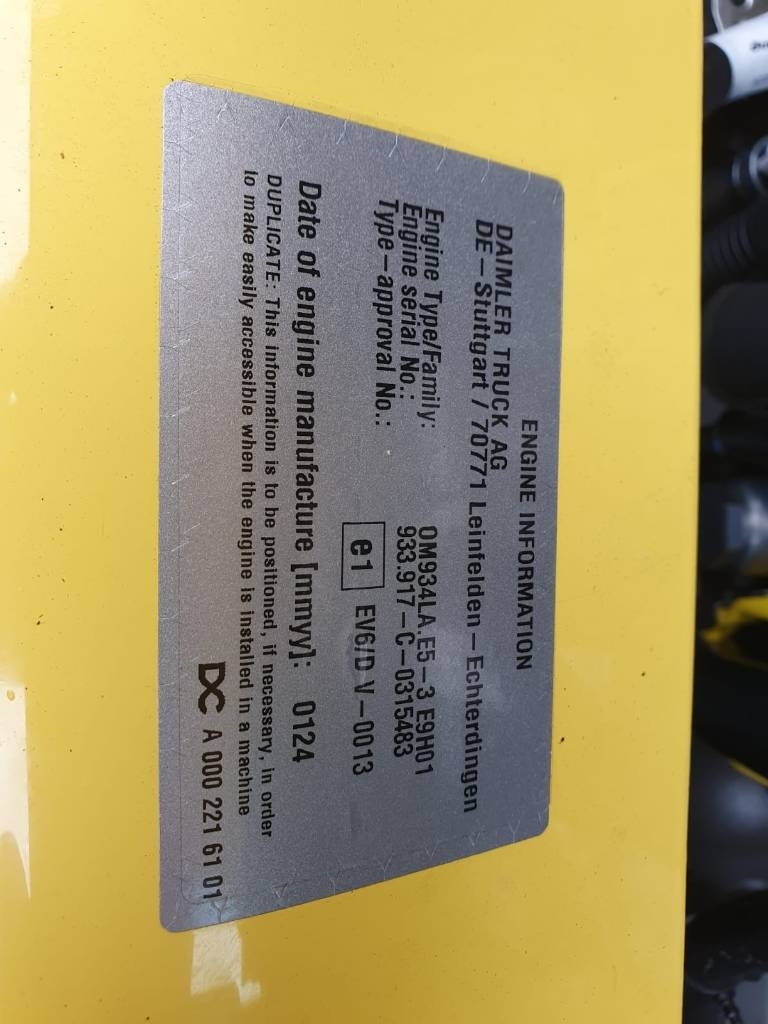 ENGINE INFORMATION
DAIMLER TRUCK AG
DE-Stuttgart / 70771 Leinfelden-Echterdingen
Engine Type/Family: OM934LA.E5-3 E9H01
Engine serial No.: 933.917-C-0315483
Type-approval No.: e1 EV6/D V-0013
Date of engine manufacture [mmyy]: 0124
DUPLICATE: This information is to be positioned, if necessary, in order
to make easily accessible when the engine is installed in a machine
DC A 000 221 61 01